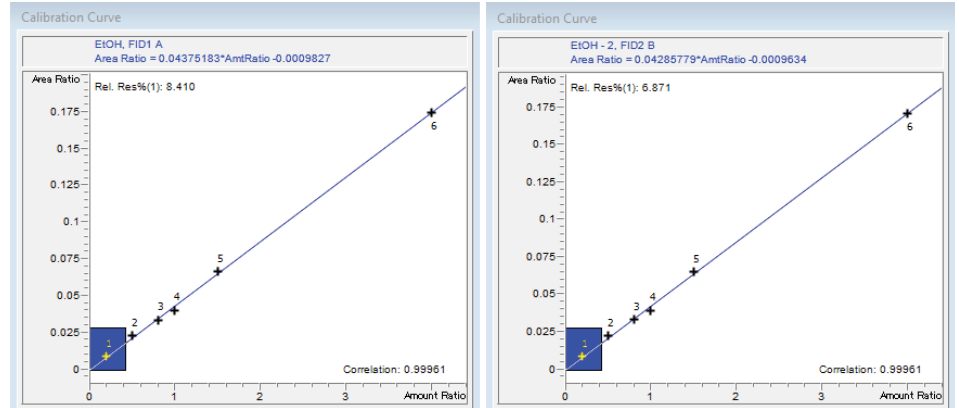 Calibration Curve
EtOH, FID1 A
Area Ratio = 0.04375183*AmtRatio -0.0009827
Area Ratio
Rel. Res%(1): 8.410
0.175
0.15
0.125
0.1
0.075
0.05
0.025
0
1
2
3
4
5
6
Correlation: 0.99961
0
1
2
3
Amount Ratio
Calibration Curve
EtOH - 2, FID2 B
Area Ratio = 0.04285779*AmtRatio -0.0009634
Area Ratio
Rel. Res%(1): 6.871
0.175
0.15
0.125
0.1
0.075
0.05
0.025
0
1
2
3
4
5
6
Correlation: 0.99961
0
1
2
3
Amount Ratio